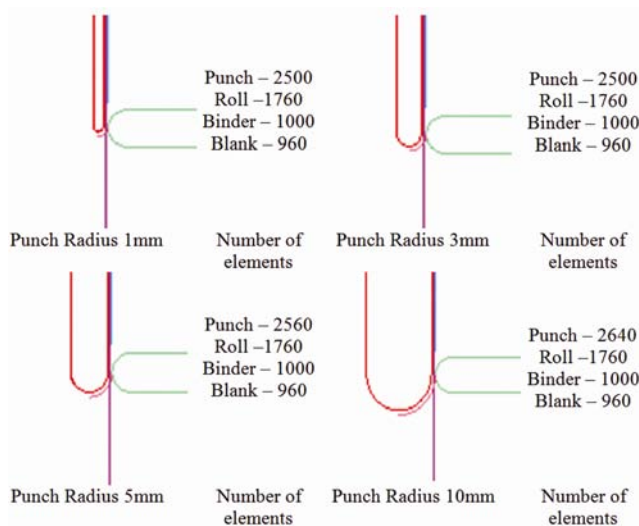 Punch – 2500
Roll –1760
Binder – 1000
Blank – 960
Punch Radius 1mm
Number of
elements
Punch – 2500
Roll –1760
Binder – 1000
Blank – 960
Punch Radius 3mm
Number of
elements
Punch – 2560
Roll –1760
Binder – 1000
Blank – 960
Punch Radius 5mm
Number of
elements
Punch – 2640
Roll –1760
Binder – 1000
Blank – 960
Punch Radius 10mm
Number of
elements